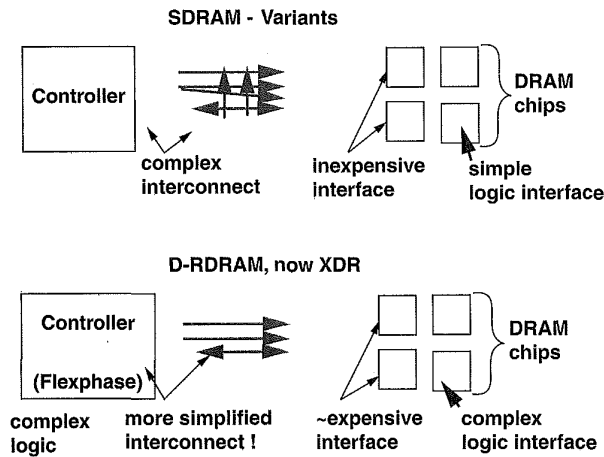 SDRAM - Variants
Controller
DRAM
chips
complex
interconnect
inexpensive
interface
simple
logic interface
D-RDRAM, now XDR
Controller
(Flexphase)
DRAM
chips
complex
logic
more simplified
interconnect !
~expensive
interface
complex
logic interface